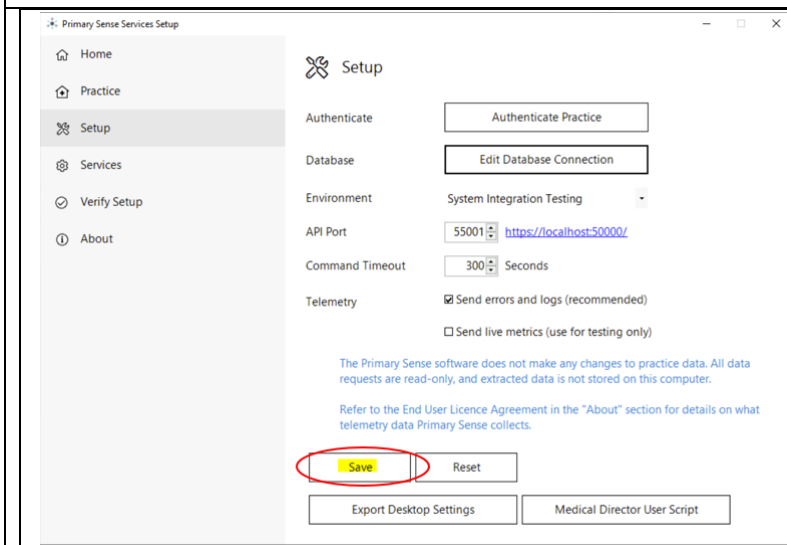 Primary Sense Services Setup
Home
Practice
Setup
Services
Verify Setup
About
Setup
Authenticate Authenticate Practice
Database Edit Database Connection
Environment System Integration Testing
API Port 55001 https://localhost:50000/
Command Timeout 300 Seconds
Telemetry Send errors and logs (recommended)
Send live metrics (use for testing only)
The Primary Sense software does not make any changes to practice data. All data
requests are read-only, and extracted data is not stored on this computer.
Refer to the End User Licence Agreement in the "About" section for details on what
telemetry data Primary Sense collects.
Save Reset
Export Desktop Settings Medical Director User Script